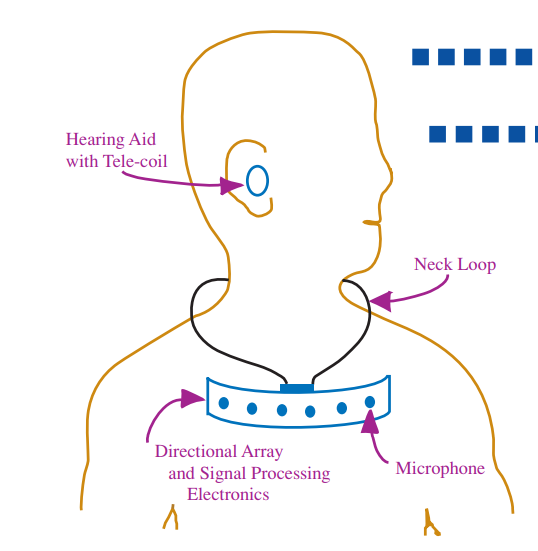 Hearing Aid
with Tele-coil
Neck Loop
Directional Array
and Signal Processing
Electronics
Microphone